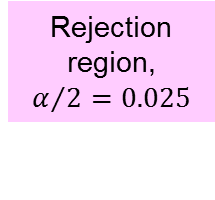 Rejection
region,
α/2 = 0.025